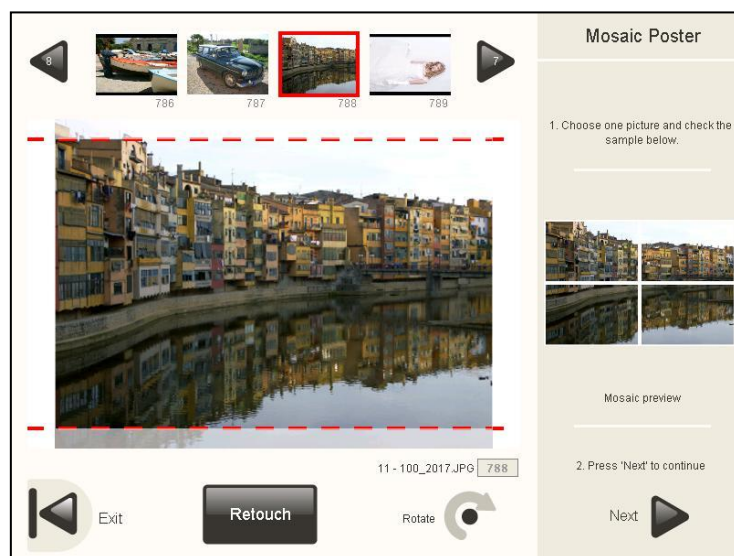 8
7
786
787
788
789
11 - 100_2017.JPG 788
Exit
Retouch
Rotate
Mosaic Poster
1. Choose one picture and check the
sample below.
Mosaic preview
2. Press 'Next' to continue
Next